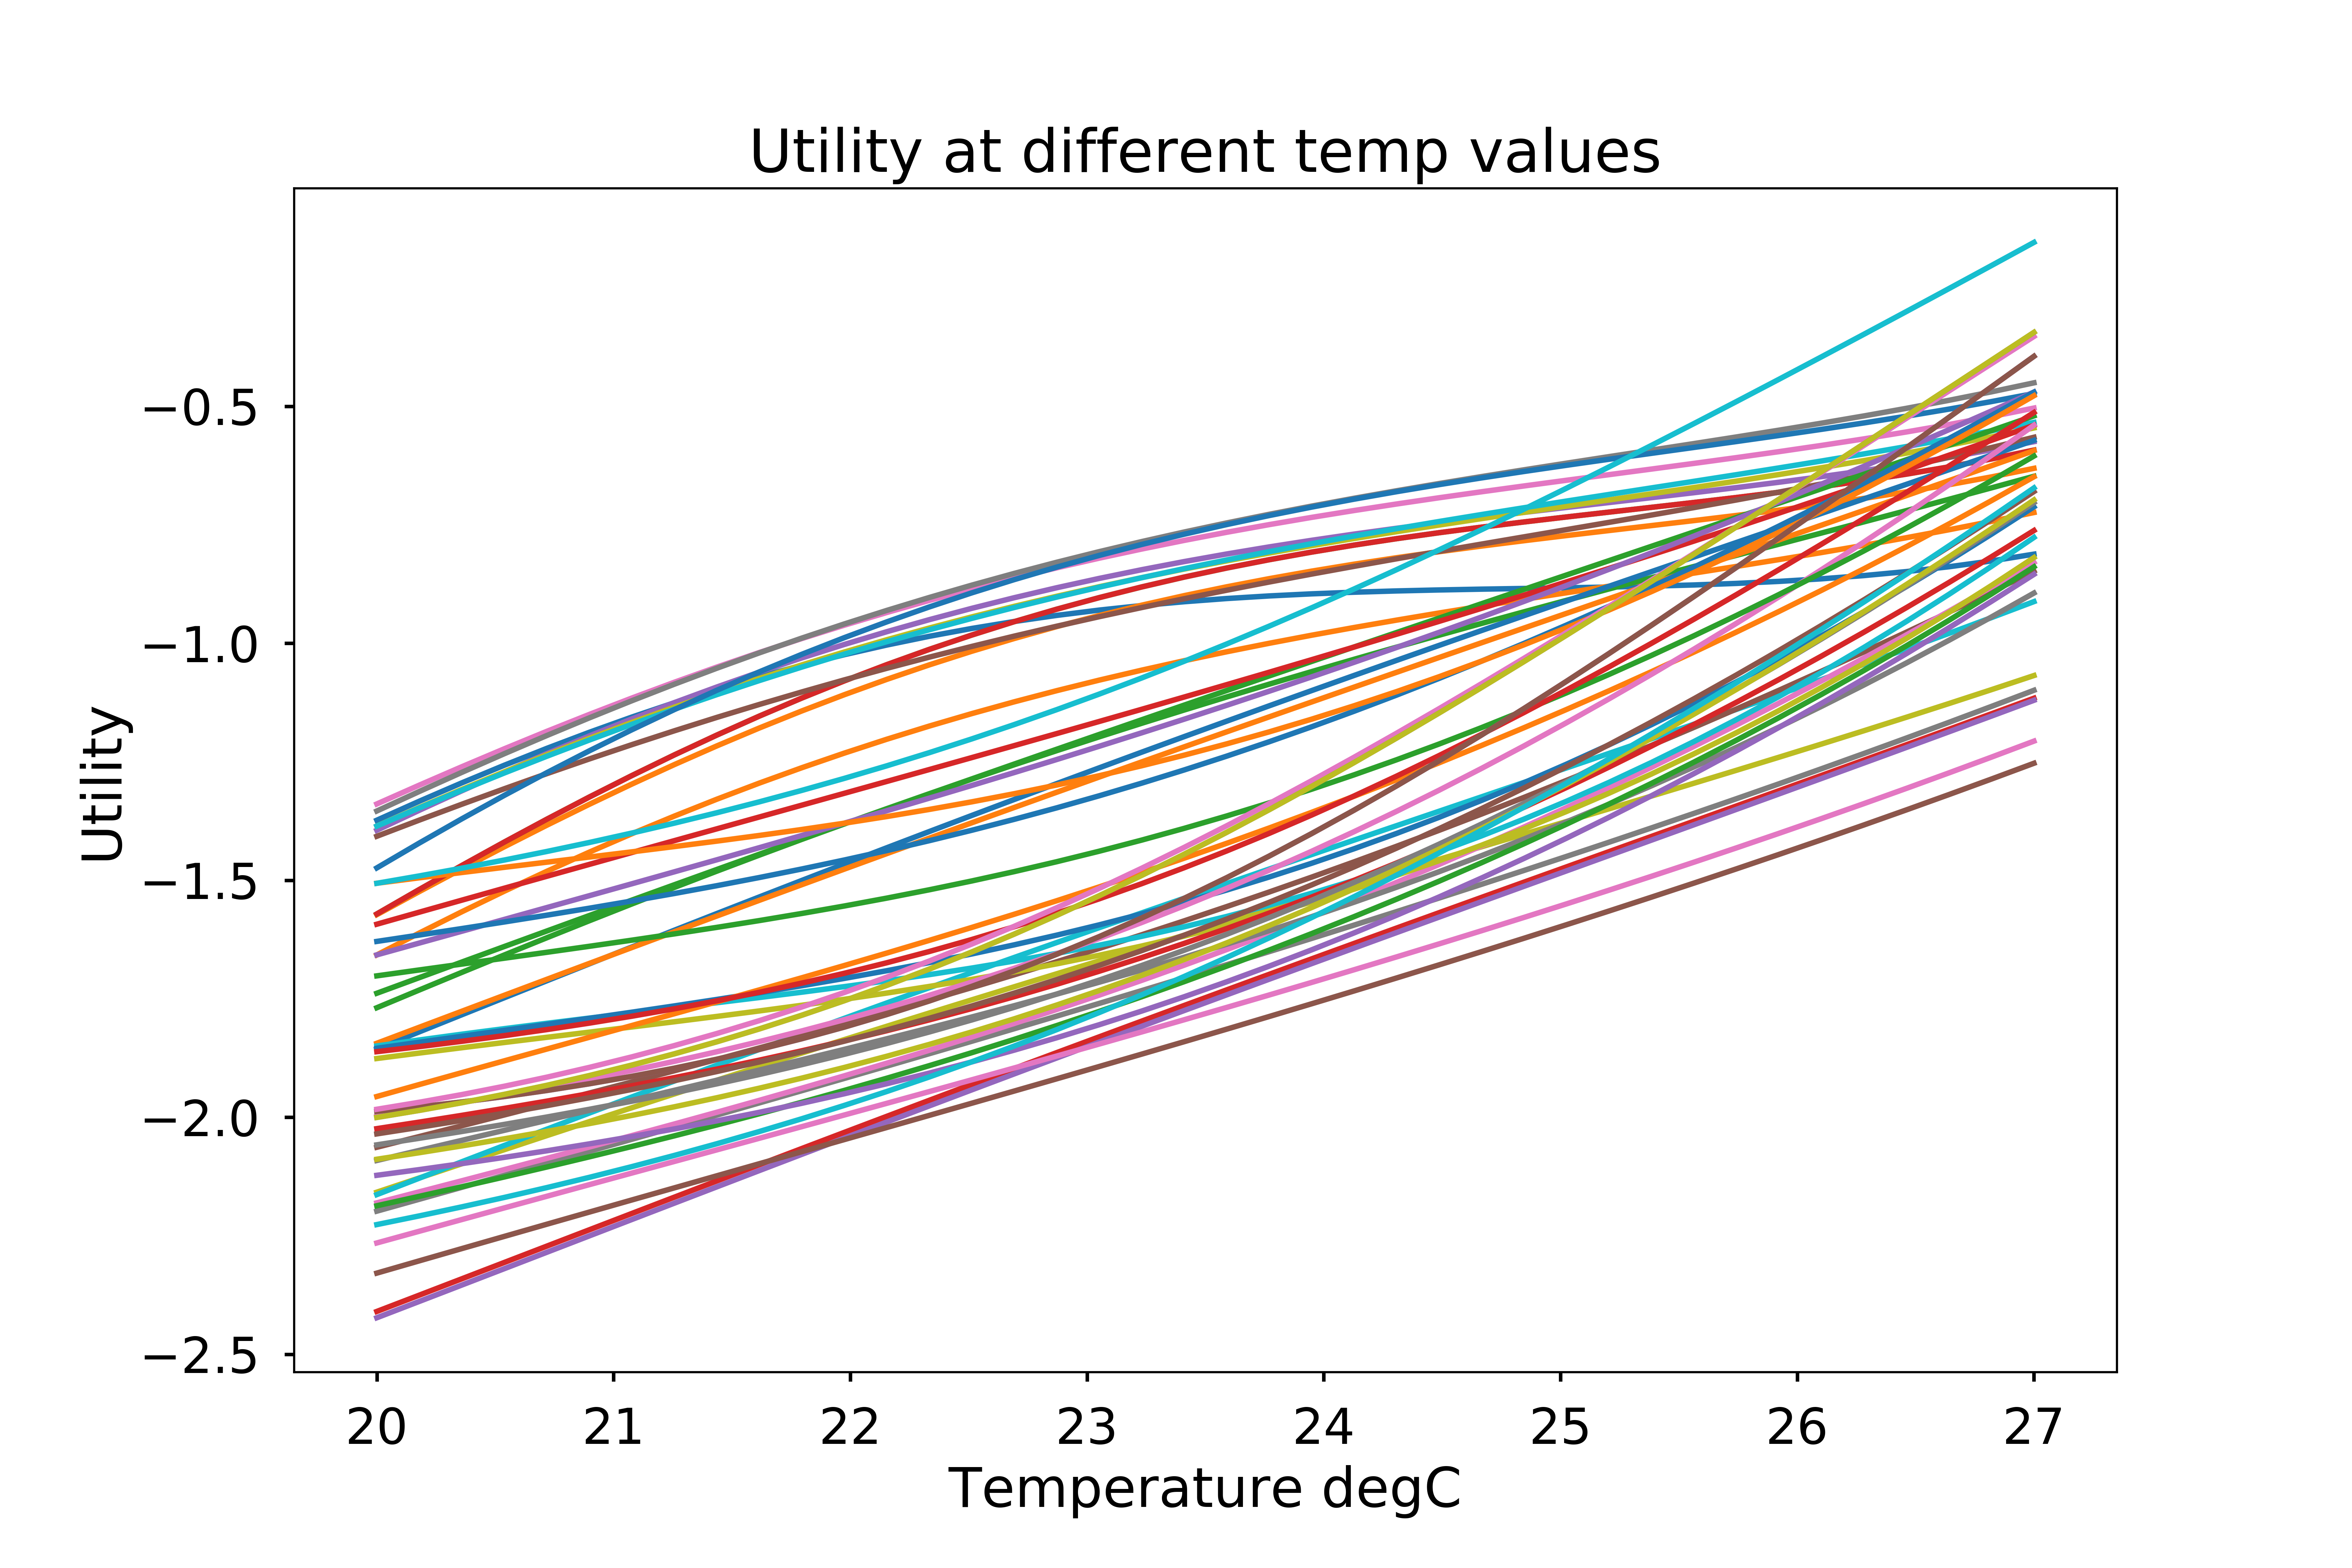 Utility at different temp values
−0.5
−1.0
−1.5
−2.0
−2.5
Utility
20 21 22 23 24 25 26 27
Temperature degC